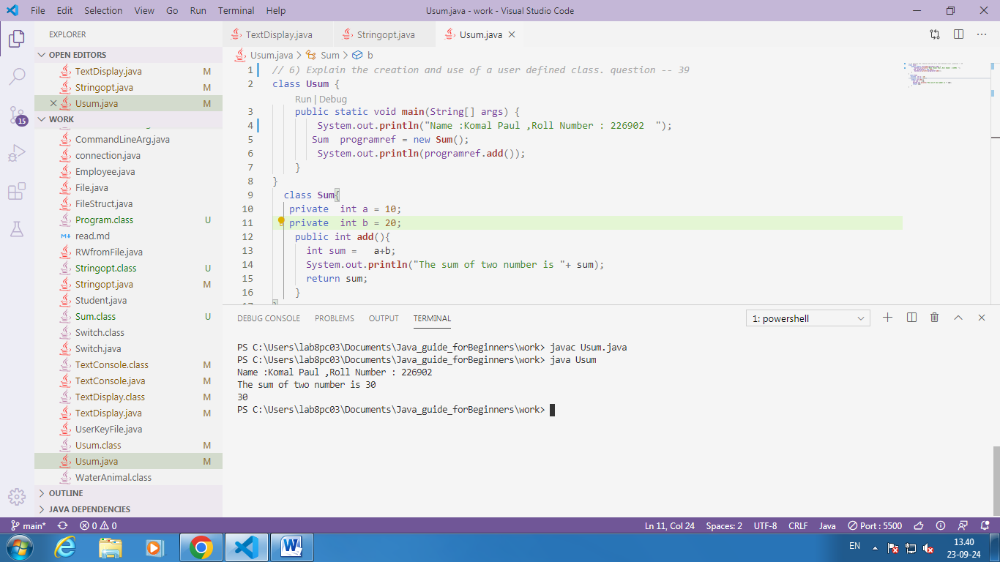 File Edit Selection View Go Run Terminal Help Usum.java - work - Visual Studio Code
EXPLORER
OPEN EDITORS
TextDisplay.java M
Stringopt.java M
Usum.java M
WORK
CommandLineArg.java
connection.java
Employee.java
File.java
FileStruct.java
Program.class U
read.md
RWfromFile.java
Stringopt.class U
Stringopt.java M
Student.java
Sum.class U
Switch.class
Switch.java
TextConsole.class M
TextConsole.java M
TextDisplay.class M
TextDisplay.java M
UserKeyFile.java
Usum.class M
Usum.java M
WaterAnimal.class
OUTLINE
JAVA DEPENDENCIES
15
TextDisplay.java Stringopt.java Usum.java
Usum.java > Sum > b
1 // 6) Explain the creation and use of a user defined class. question -- 39
2 class Usum {
Run | Debug
3 public static void main(String[] args) {
4 System.out.println("Name :Komal Paul ,Roll Number : 226902  ");
5 Sum  programref = new Sum();
6 System.out.println(programref.add());
7 }
8 }
9 class Sum{
10 private  int a = 10;
11 private  int b = 20;
12 public int add(){
13 int sum =   a+b;
14 System.out.println("The sum of two number is "+ sum);
15 return sum;
16 }
17 }
DEBUG CONSOLE PROBLEMS OUTPUT TERMINAL 1: powershell
PS C:\Users\lab8pc03\Documents\Java_guide_forBeginners\work> javac Usum.java
PS C:\Users\lab8pc03\Documents\Java_guide_forBeginners\work> java Usum
Name :Komal Paul ,Roll Number : 226902
The sum of two number is 30
30
PS C:\Users\lab8pc03\Documents\Java_guide_forBeginners\work>
main* 0 0 Ln 11, Col 24 Spaces: 2 UTF-8 CRLF Java Port : 5500
EN 13.40
23-09-24